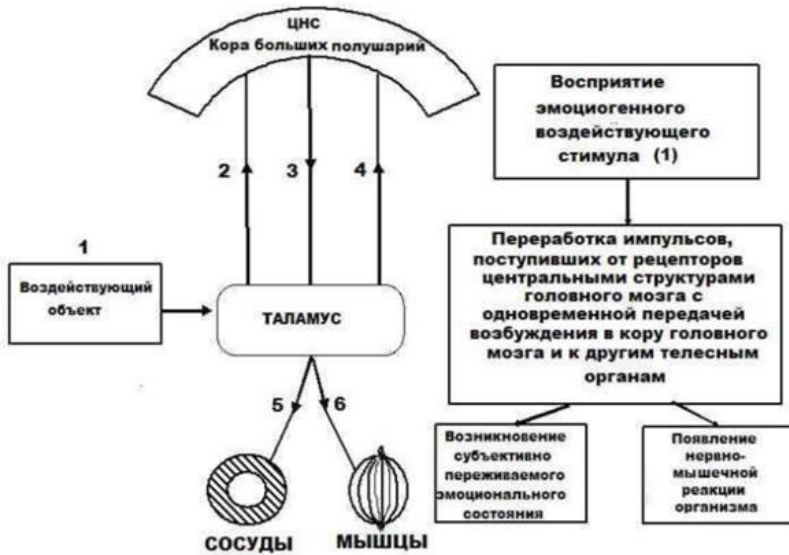 ЦНС
Кора больших полушарий
2
3
4
1
Воздействующий
объект
ТАЛАМУС
5
6
СОСУДЫ
МЫШЦЫ
Восприятие
эмоциогенного
воздействующего
стимула (1)
Переработка импульсов,
поступивших от рецепторов
центральными структурами
головного мозга с
одновременной передачей
возбуждения в кору головного
мозга и к другим телесным
органам
Возникновение
субъективно
переживаемого
эмоционального
состояния
Появление
нервно-
мышечной
реакции
организма